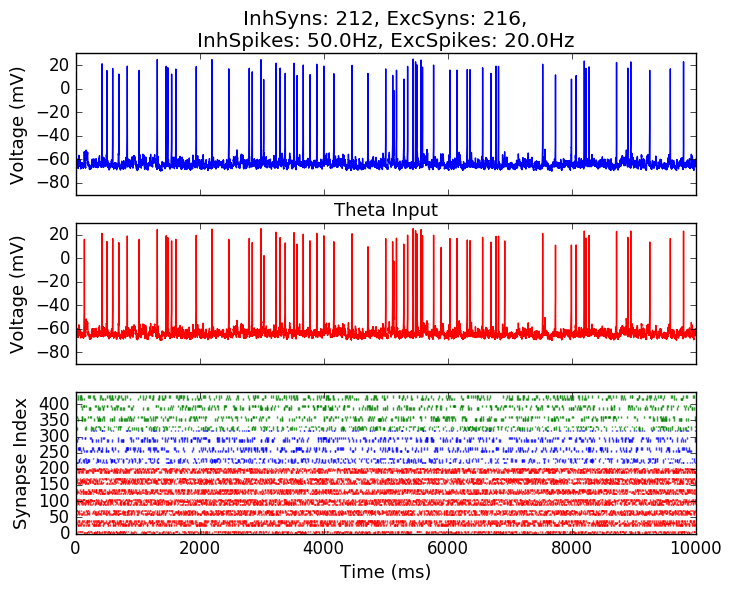 InhSyns: 212, ExcSyns: 216,
InhSpikes: 50.0Hz, ExcSpikes: 20.0Hz
20
0
−20
−40
−60
−80
Voltage (mV)
Theta Input
20
0
−20
−40
−60
−80
Voltage (mV)
400
350
300
250
200
150
100
50
0
Synapse Index
0 2000 4000 6000 8000 10000
Time (ms)